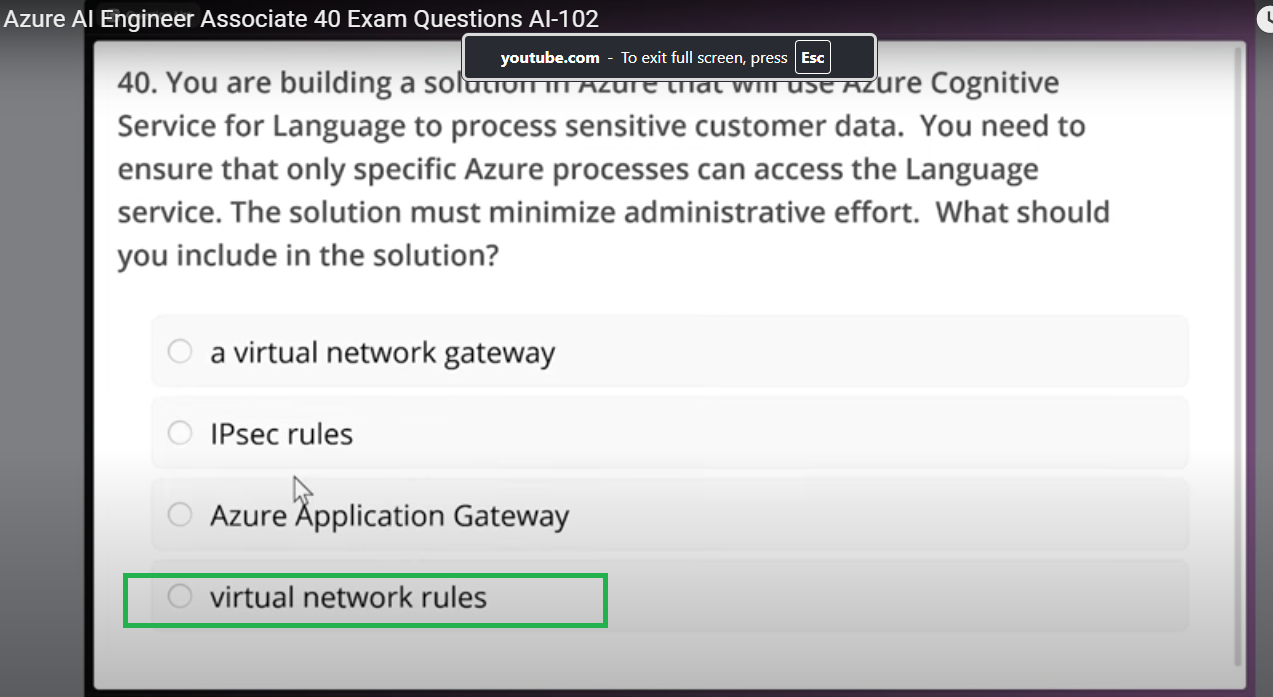 Azure AI Engineer Associate 40 Exam Questions AI-102
youtube.com - To exit full screen, press Esc
40. You are building a solution in Azure that will use Azure Cognitive
Service for Language to process sensitive customer data. You need to
ensure that only specific Azure processes can access the Language
service. The solution must minimize administrative effort. What should
you include in the solution?
a virtual network gateway
IPsec rules
Azure Application Gateway
virtual network rules